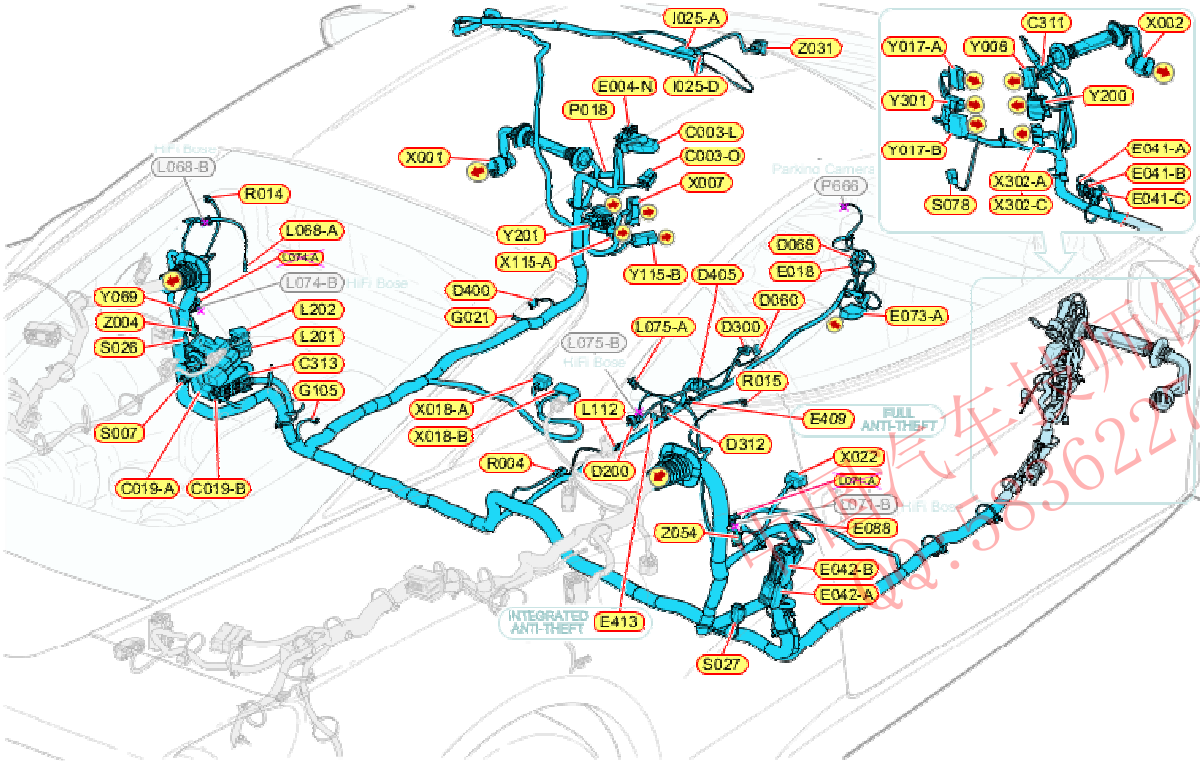 I025-A
Z031
E004-N
I025-D
P018
C003-L
C003-O
X001
X007
HiFi Bose
L068-B
R014
L068-A
L074-A
L074-B
HiFi Bose
Y201
X115-A
Y115-B
Y069
Z004
S026
L202
L201
C313
G105
S007
C019-A
C019-B
D400
G021
Parking Camera
P666
D068
E018
D405
D060
E073-A
L075-A
D300
L075-B
HiFi Bose
R015
X018-A
X018-B
L112
E409
FULL
ANTI-THEFT
D312
R004
D200
X022
L071-A
L071-B
HiFi Bose
Z054
E088
E042-B
E042-A
INTEGRATED
ANTI-THEFT
E413
S027
C311
X002
Y017-A
Y006
Y301
Y200
Y017-B
E041-A
X302-A
E041-B
S078
X302-C
E041-C
QQ: